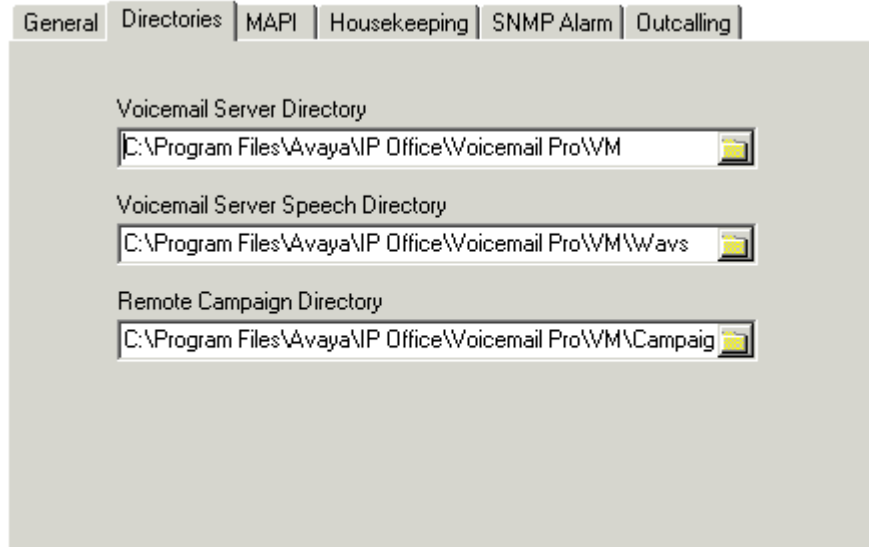 General Directories MAPI Housekeeping SNMP Alarm Outcalling
Voicemail Server Directory
C:\Program Files\Avaya\IP Office\Voicemail Pro\VM
Voicemail Server Speech Directory
C:\Program Files\Avaya\IP Office\Voicemail Pro\VM\Wavs
Remote Campaign Directory
C:\Program Files\Avaya\IP Office\Voicemail Pro\VM\Campaig